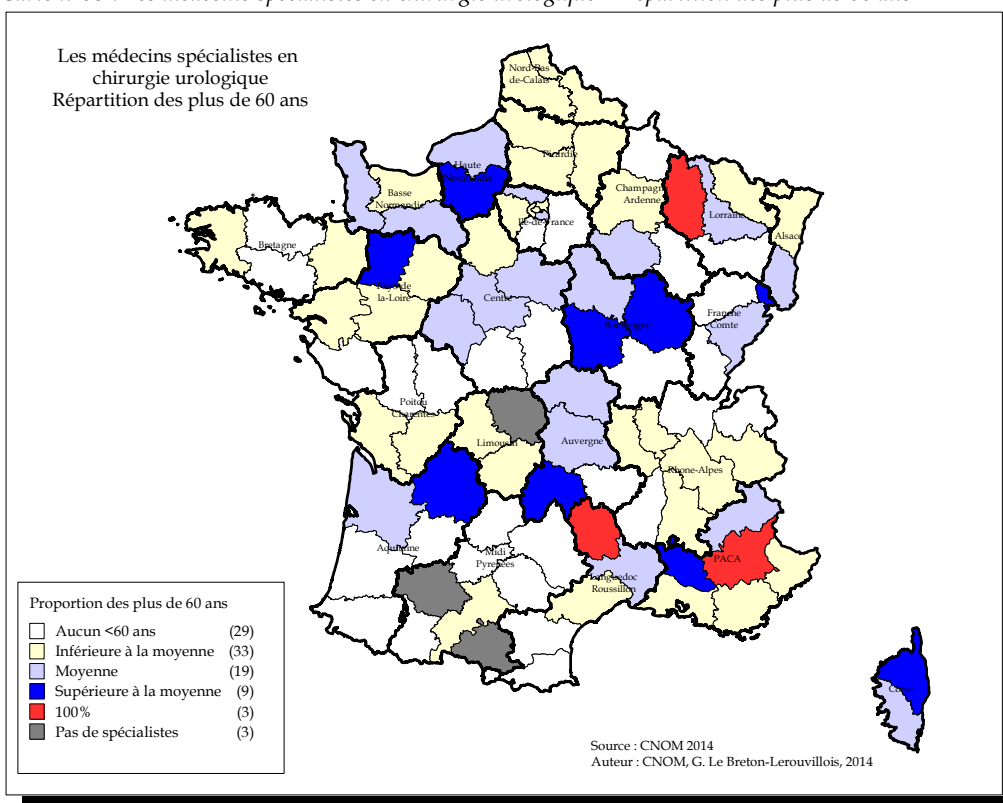 Les médecins spécialistes en
chirurgie urologique
Répartition des plus de 60 ans
Nord-Pas
de-Calais
Picardie
Haute
Normandie
Basse
Normandie
Champagne
Ardenne
Lorraine
Alsace
Ile-de-France
Bretagne
Pays de
la-Loire
Centre
Bourgogne
Franche
Comte
Poitou
Charentes
Limousin
Auvergne
Rhone-Alpes
Aquitaine
Midi
Pyrenées
Languedoc
Roussillon
PACA
Corse
Proportion des plus de 60 ans
Aucun <60 ans (29)
Inférieure à la moyenne (33)
Moyenne (19)
Supérieure à la moyenne (9)
100% (3)
Pas de spécialistes (3)
Source : CNOM 2014
Auteur : CNOM, G. Le Breton-Lerouvillois, 2014